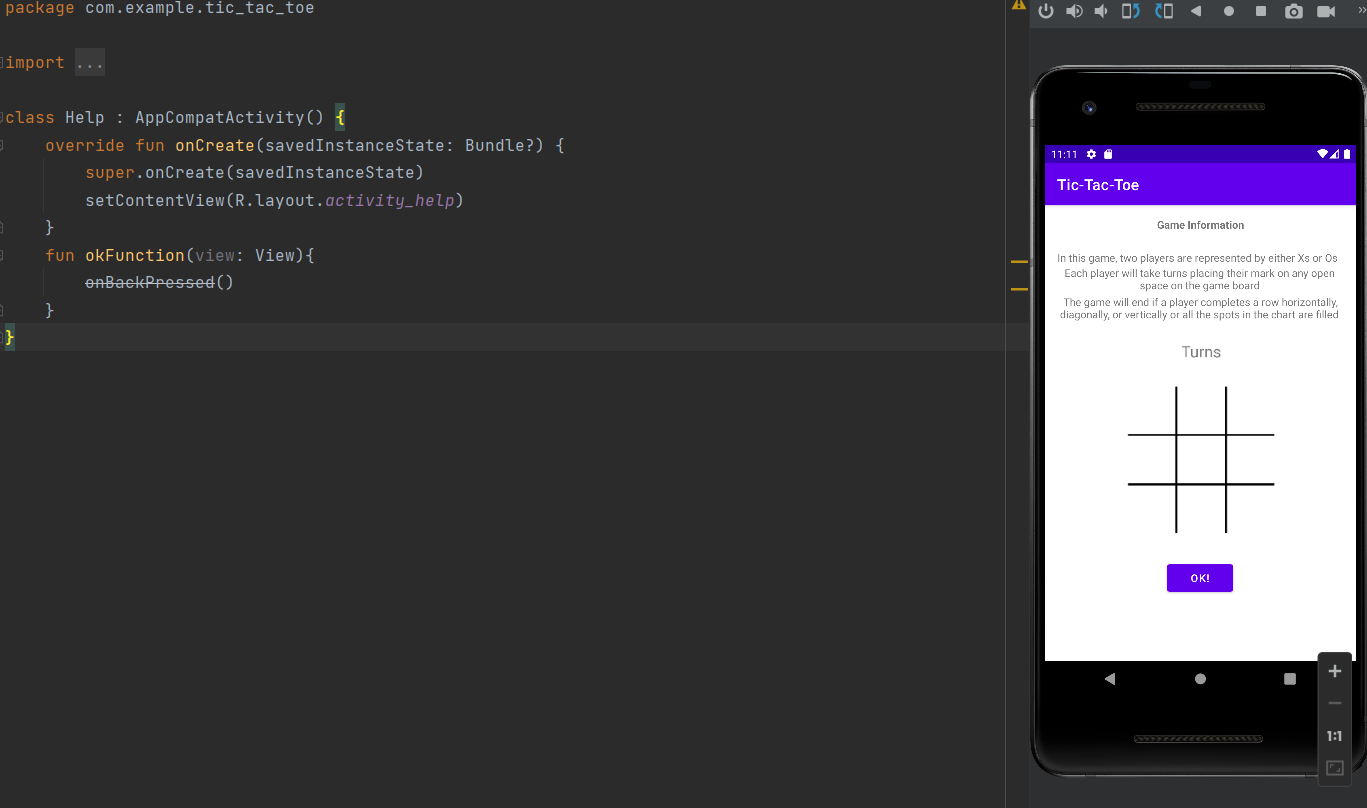 package com.example.tic_tac_toe
import ...
class Help : AppCompatActivity() {
override fun onCreate(savedInstanceState: Bundle?) {
super.onCreate(savedInstanceState)
setContentView(R.layout.activity_help)
}
fun okFunction(view: View){
onBackPressed()
}
}
11:11
Tic-Tac-Toe
Game Information
In this game, two players are represented by either Xs or Os
Each player will take turns placing their mark on any open
space on the game board
The game will end if a player completes a row horizontally,
diagonally, or vertically or all the spots in the chart are filled
Turns
OK!
1:1